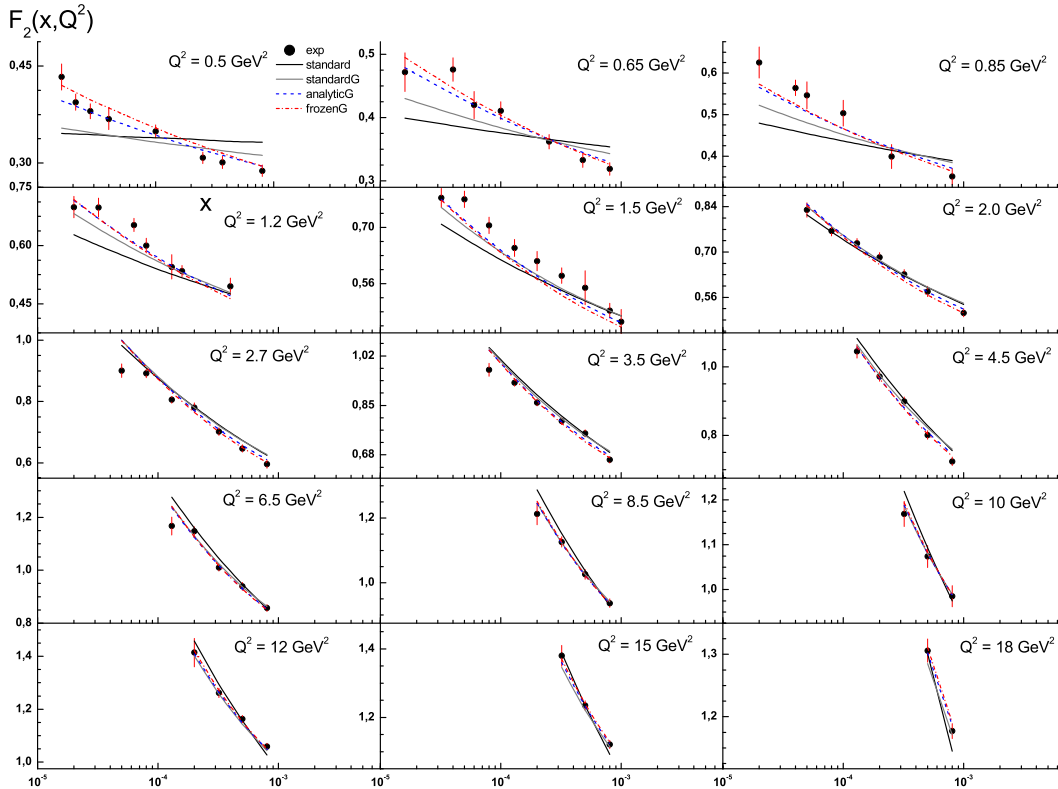 F₂(x,Q²)
0,45
0,30
0,75
Q² = 0.5 GeV²
exp
standard
standardG
analyticG
frozenG
0,5
0,4
0,3
Q² = 0.65 GeV²
0,6
0,4
Q² = 0.85 GeV²
0,60
0,45
x
Q² = 1.2 GeV²
0,70
0,56
Q² = 1.5 GeV²
0,84
0,70
0,56
Q² = 2.0 GeV²
1,0
0,8
0,6
Q² = 2.7 GeV²
1,02
0,85
0,68
Q² = 3.5 GeV²
1,0
0,8
Q² = 4.5 GeV²
1,2
1,0
0,8
Q² = 6.5 GeV²
1,2
1,0
Q² = 8.5 GeV²
1,2
1,1
1,0
Q² = 10 GeV²
1,4
1,2
1,0
Q² = 12 GeV²
1,4
1,2
Q² = 15 GeV²
1,3
1,2
Q² = 18 GeV²
10⁻⁵ 10⁻⁴ 10⁻³ 10⁻⁵ 10⁻⁴ 10⁻³ 10⁻⁵ 10⁻⁴ 10⁻³